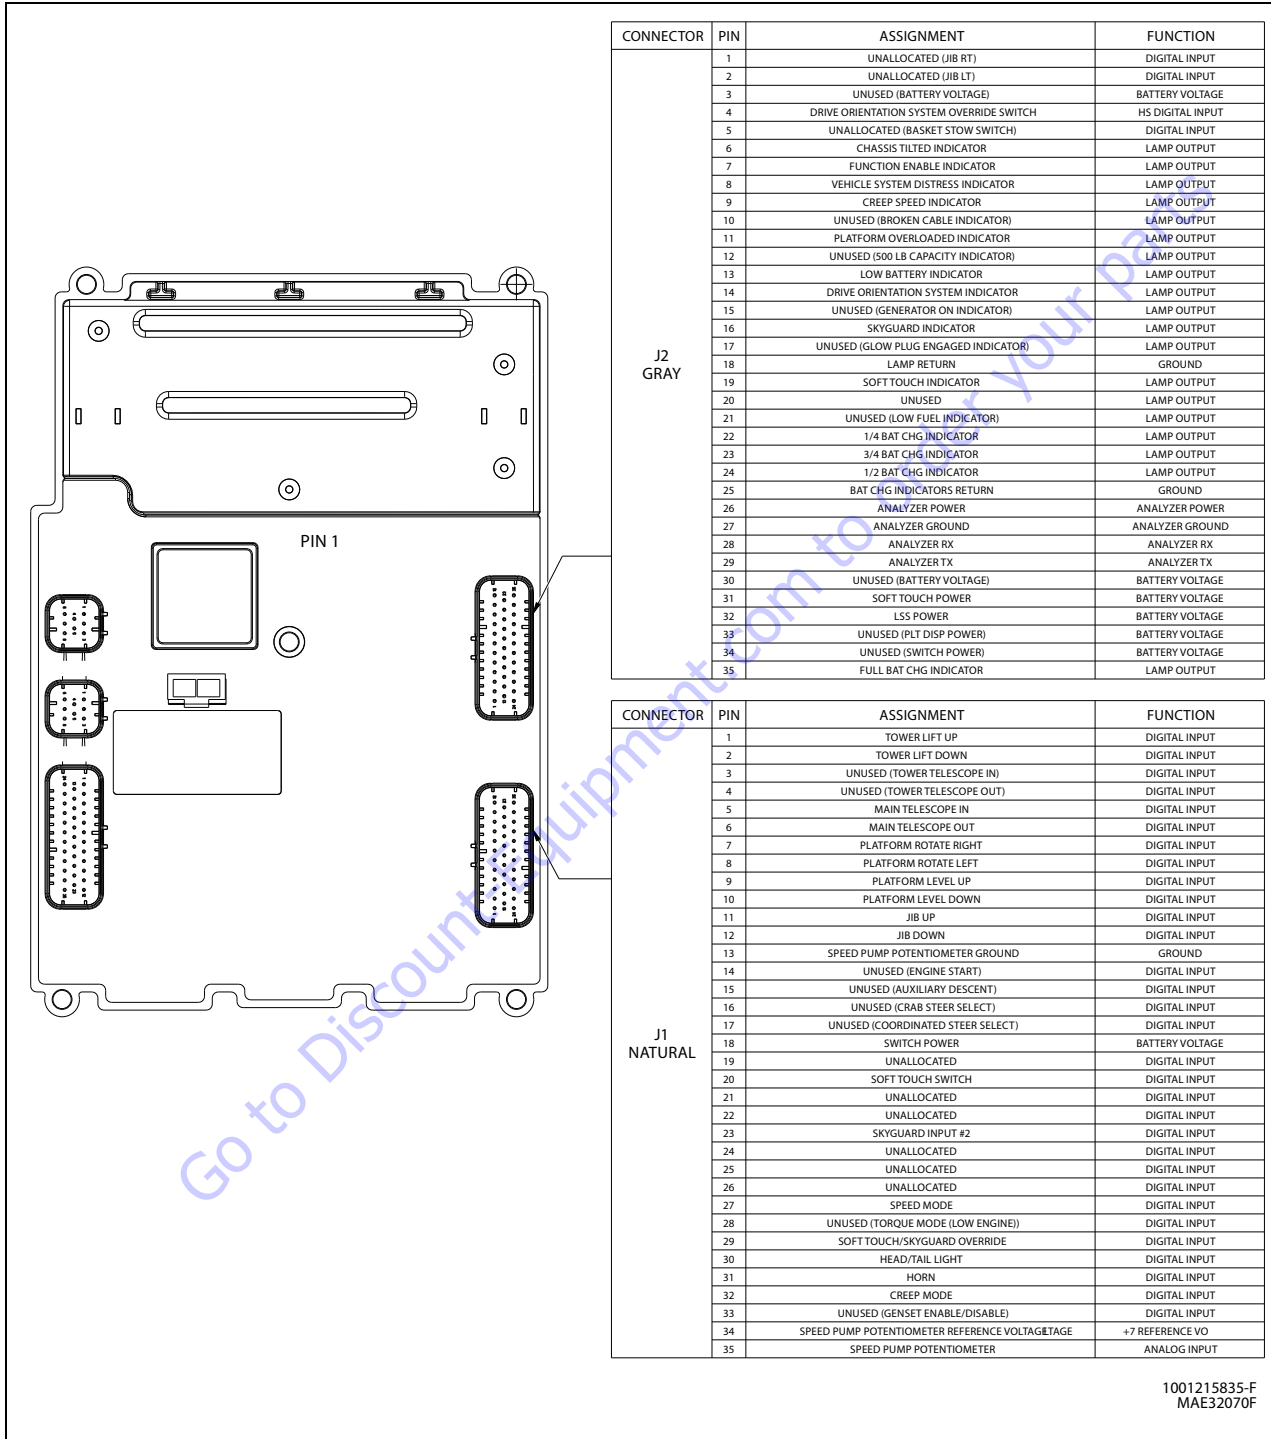 CONNECTOR PIN ASSIGNMENT FUNCTION
J2
GRAY
1 UNALLOCATED (JIB RT) DIGITAL INPUT
2 UNALLOCATED (JIB LT) DIGITAL INPUT
3 UNUSED (BATTERY VOLTAGE) BATTERY VOLTAGE
4 DRIVE ORIENTATION SYSTEM OVERRIDE SWITCH HS DIGITAL INPUT
5 UNALLOCATED (BASKET STOW SWITCH) DIGITAL INPUT
6 CHASSIS TILTED INDICATOR LAMP OUTPUT
7 FUNCTION ENABLE INDICATOR LAMP OUTPUT
8 VEHICLE SYSTEM DISTRESS INDICATOR LAMP OUTPUT
9 CREEP SPEED INDICATOR LAMP OUTPUT
10 UNUSED (BROKEN CABLE INDICATOR) LAMP OUTPUT
11 PLATFORM OVERLOADED INDICATOR LAMP OUTPUT
12 UNUSED (500 LB CAPACITY INDICATOR) LAMP OUTPUT
13 LOW BATTERY INDICATOR LAMP OUTPUT
14 DRIVE ORIENTATION SYSTEM INDICATOR LAMP OUTPUT
15 UNUSED (GENERATOR ON INDICATOR) LAMP OUTPUT
16 SKYGUARD INDICATOR LAMP OUTPUT
17 UNUSED (GLOW PLUG ENGAGED INDICATOR) LAMP OUTPUT
18 LAMP RETURN GROUND
19 SOFT TOUCH INDICATOR LAMP OUTPUT
20 UNUSED LAMP OUTPUT
21 UNUSED (LOW FUEL INDICATOR) LAMP OUTPUT
22 1/4 BAT CHG INDICATOR LAMP OUTPUT
23 3/4 BAT CHG INDICATOR LAMP OUTPUT
24 1/2 BAT CHG INDICATOR LAMP OUTPUT
25 BAT CHG INDICATORS RETURN GROUND
26 ANALYZER POWER ANALYZER POWER
27 ANALYZER GROUND ANALYZER GROUND
28 ANALYZER RX ANALYZER RX
29 ANALYZER TX ANALYZER TX
30 UNUSED (BATTERY VOLTAGE) BATTERY VOLTAGE
31 SOFT TOUCH POWER BATTERY VOLTAGE
32 LSS POWER BATTERY VOLTAGE
33 UNUSED (PLT DISP POWER) BATTERY VOLTAGE
34 UNUSED (SWITCH POWER) BATTERY VOLTAGE
35 FULL BAT CHG INDICATOR LAMP OUTPUT
PIN 1
CONNECTOR PIN ASSIGNMENT FUNCTION
J1
NATURAL
1 TOWER LIFT UP DIGITAL INPUT
2 TOWER LIFT DOWN DIGITAL INPUT
3 UNUSED (TOWER TELESCOPE IN) DIGITAL INPUT
4 UNUSED (TOWER TELESCOPE OUT) DIGITAL INPUT
5 MAIN TELESCOPE IN DIGITAL INPUT
6 MAIN TELESCOPE OUT DIGITAL INPUT
7 PLATFORM ROTATE RIGHT DIGITAL INPUT
8 PLATFORM ROTATE LEFT DIGITAL INPUT
9 PLATFORM LEVEL UP DIGITAL INPUT
10 PLATFORM LEVEL DOWN DIGITAL INPUT
11 JIB UP DIGITAL INPUT
12 JIB DOWN DIGITAL INPUT
13 SPEED PUMP POTENTIOMETER GROUND GROUND
14 UNUSED (ENGINE START) DIGITAL INPUT
15 UNUSED (AUXILIARY DESCENT) DIGITAL INPUT
16 UNUSED (CRAB STEER SELECT) DIGITAL INPUT
17 UNUSED (COORDINATED STEER SELECT) DIGITAL INPUT
18 SWITCH POWER BATTERY VOLTAGE
19 UNALLOCATED DIGITAL INPUT
20 SOFT TOUCH SWITCH DIGITAL INPUT
21 UNALLOCATED DIGITAL INPUT
22 UNALLOCATED DIGITAL INPUT
23 SKYGUARD INPUT #2 DIGITAL INPUT
24 UNALLOCATED DIGITAL INPUT
25 UNALLOCATED DIGITAL INPUT
26 UNALLOCATED DIGITAL INPUT
27 SPEED MODE DIGITAL INPUT
28 UNUSED (TORQUE MODE (LOW ENGINE)) DIGITAL INPUT
29 SOFT TOUCH/SKYGUARD OVERRIDE DIGITAL INPUT
30 HEAD/TAIL LIGHT DIGITAL INPUT
31 HORN DIGITAL INPUT
32 CREEP MODE DIGITAL INPUT
33 UNUSED (GENSET ENABLE/DISABLE) DIGITAL INPUT
34 SPEED PUMP POTENTIOMETER REFERENCE VOLTAGE +7 REFERENCE VO
35 SPEED PUMP POTENTIOMETER ANALOG INPUT
1001215835-F
MAE32070F
Go to Discount-Equipment.com to order your parts